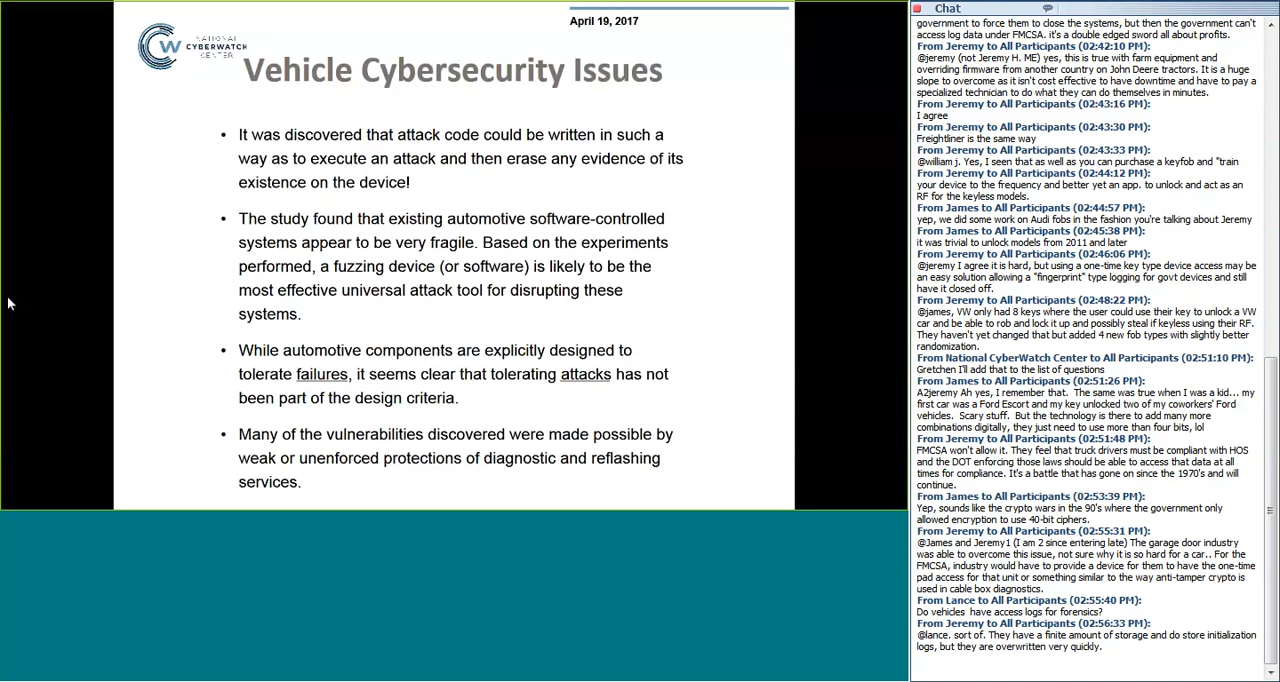 April 19, 2017
NATIONAL
CYBERWATCH
CENTER
Vehicle Cybersecurity Issues
• It was discovered that attack code could be written in such a
way as to execute an attack and then erase any evidence of its
existence on the device!
• The study found that existing automotive software-controlled
systems appear to be very fragile. Based on the experiments
performed, a fuzzing device (or software) is likely to be the
most effective universal attack tool for disrupting these
systems.
• While automotive components are explicitly designed to
tolerate failures, it seems clear that tolerating attacks has not
been part of the design criteria.
• Many of the vulnerabilities discovered were made possible by
weak or unenforced protections of diagnostic and reflashing
services.
Chat
government to force them to close the systems, but then the government can't
access log data under FMCSA. it's a double edged sword all about profits.
From Jeremy to All Participants (02:42:10 PM):
@jeremy (not Jeremy H. ME) yes, this is true with farm equipment and
overriding firmware from another country on John Deere tractors. It is a huge
slope to overcome as it isn't cost effective to have downtime and have to pay a
specialized technician to do what they can do themselves in minutes.
From Jeremy to All Participants (02:43:16 PM):
I agree
From Jeremy to All Participants (02:43:30 PM):
Freightliner is the same way
From Jeremy to All Participants (02:43:33 PM):
@william j. Yes, I seen that as well as you can purchase a keyfob and "train
From Jeremy to All Participants (02:44:12 PM):
your device to the frequency and better yet an app. to unlock and act as an
RF for the keyless models.
From James to All Participants (02:44:57 PM):
yep, we did some work on Audi fobs in the fashion you're talking about Jeremy
From James to All Participants (02:45:38 PM):
it was trivial to unlock models from 2011 and later
From Jeremy to All Participants (02:46:06 PM):
@jeremy I agree it is hard, but using a one-time key type device access may be
an easy solution allowing a "fingerprint" type logging for govt devices and still
have it closed off.
From Jeremy to All Participants (02:48:22 PM):
@james, VW only had 8 keys where the user could use their key to unlock a VW
car and be able to rob and lock it up and possibly steal if keyless using their RF.
They haven't yet changed that but added 4 new fob types with slightly better
randomization.
From National CyberWatch Center to All Participants (02:51:10 PM):
Gretchen I'll add that to the list of questions
From James to All Participants (02:51:26 PM):
A2jeremy Ah yes, I remember that.  The same was true when I was a kid... my
first car was a Ford Escort and my key unlocked two of my coworkers' Ford
vehicles.  Scary stuff.  But the technology is there to add many more
combinations digitally, they just need to use more than four bits, lol
From Jeremy to All Participants (02:51:48 PM):
FMCSA won't allow it. They feel that truck drivers must be compliant with HOS
and the DOT enforcing those laws should be able to access that data at all
times for compliance. It's a battle that has gone on since the 1970's and will
continue.
From James to All Participants (02:53:39 PM):
Yep, sounds like the crypto wars in the 90's where the government only
allowed encryption to use 40-bit ciphers.
From Jeremy to All Participants (02:55:31 PM):
@James and Jeremy1 (I am 2 since entering late) The garage door industry
was able to overcome this issue, not sure why it is so hard for a car.. For the
FMCSA, industry would have to provide a device for them to have the one-time
pad access for that unit or something similar to the way anti-tamper crypto is
used in cable box diagnostics.
From Lance to All Participants (02:55:40 PM):
Do vehicles  have access logs for forensics?
From Jeremy to All Participants (02:56:33 PM):
@lance. sort of. They have a finite amount of storage and do store initialization
logs, but they are overwritten very quickly.